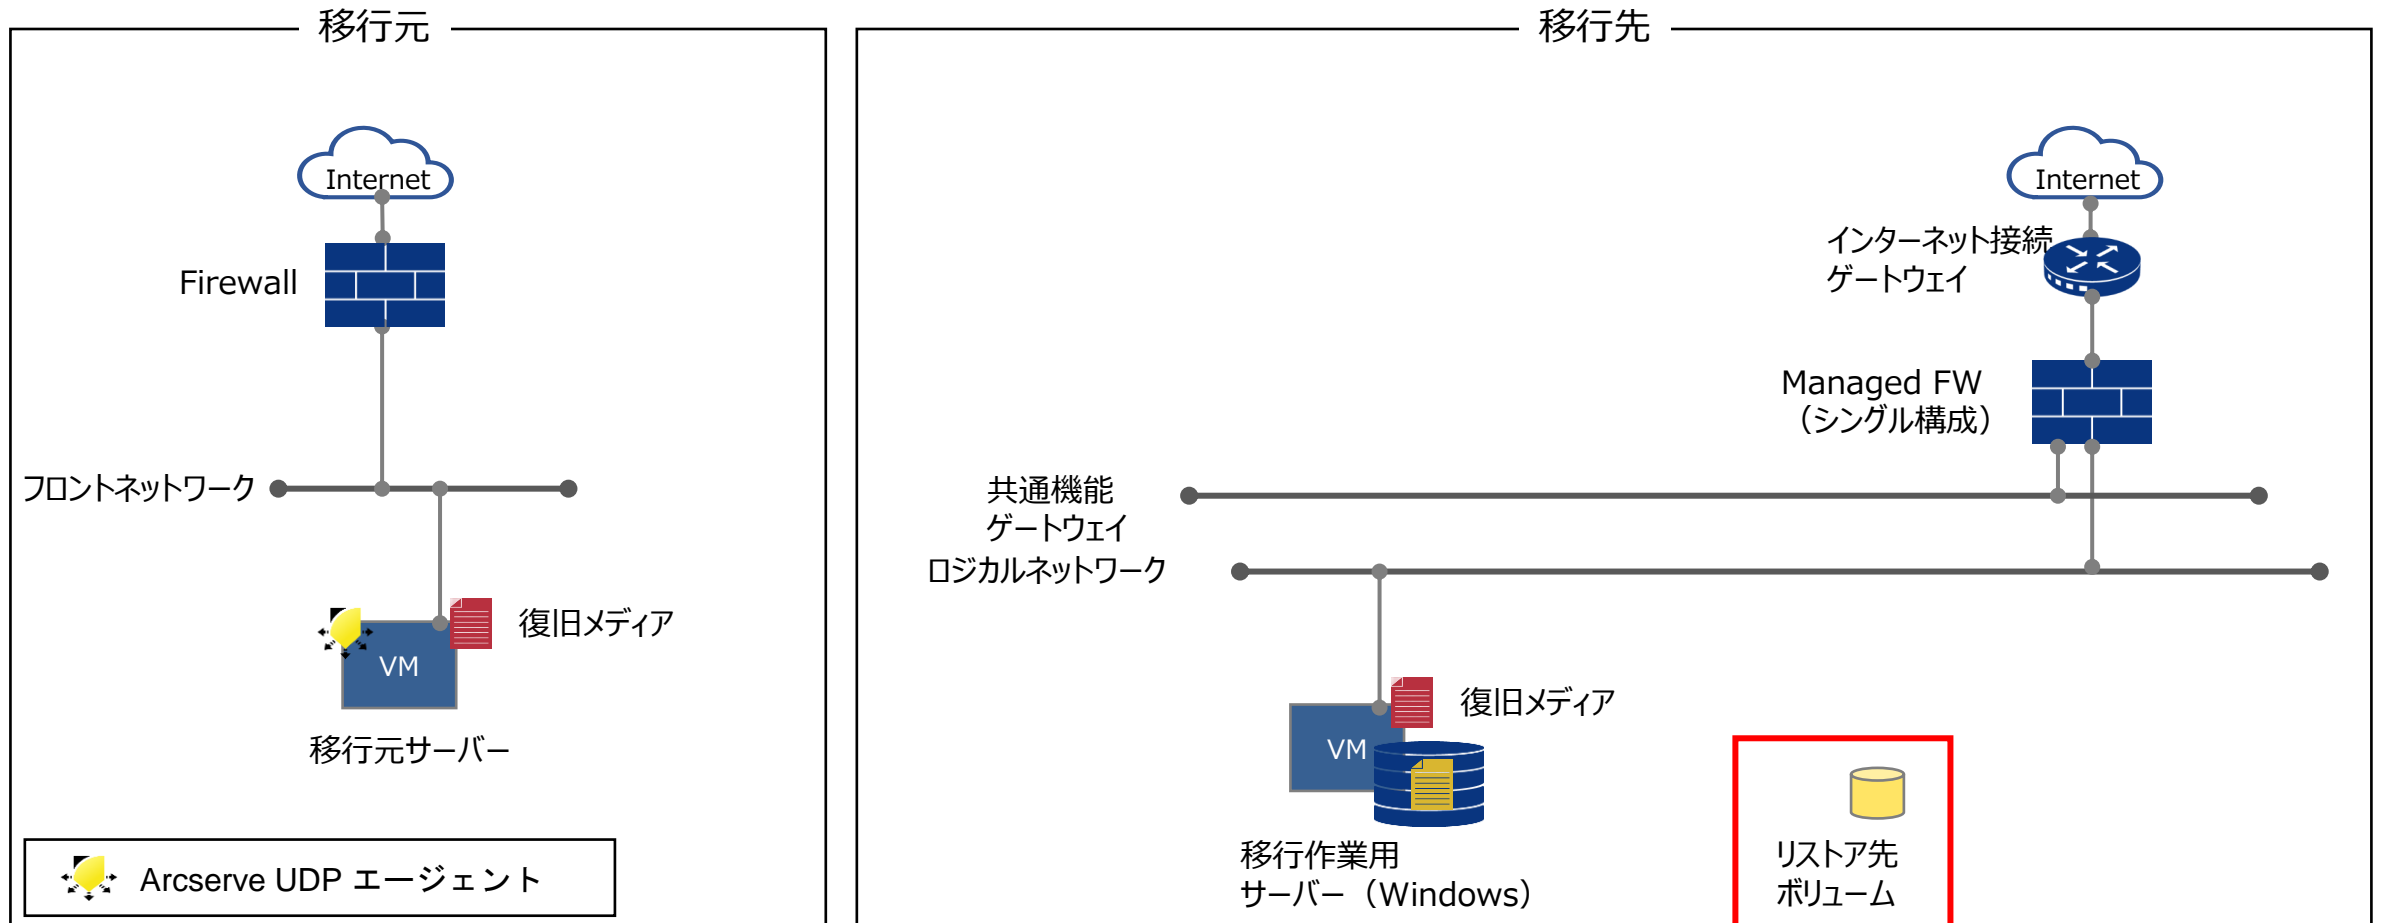 移行元
移行先
Internet
Firewall
フロントネットワーク
復旧メディア
VM
移行元サーバー
Arcserve UDP エージェント
Internet
インターネット接続
ゲートウェイ
Managed FW
（シングル構成）
共通機能
ゲートウェイ
ロジカルネットワーク
復旧メディア
VM
移行作業用
サーバー（Windows）
リストア先
ボリューム